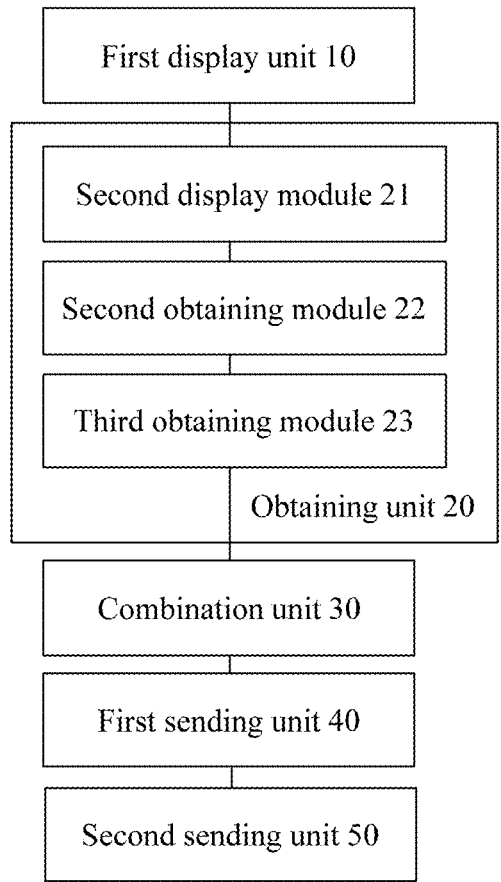 First display unit 10
Second display module 21
Second obtaining module 22
Third obtaining module 23
Obtaining unit 20
Combination unit 30
First sending unit 40
Second sending unit 50